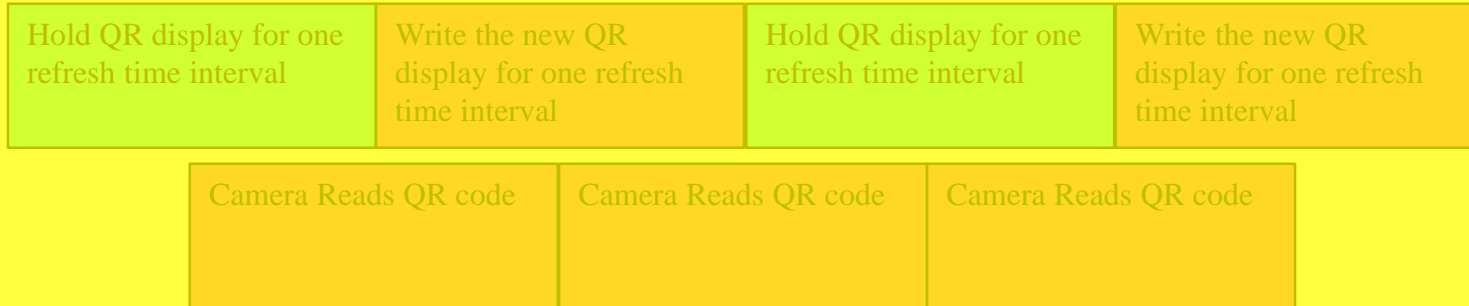 Hold QR display for one
refresh time interval
Write the new QR
display for one refresh
time interval
Hold QR display for one
refresh time interval
Write the new QR
display for one refresh
time interval
Camera Reads QR code
Camera Reads QR code
Camera Reads QR code